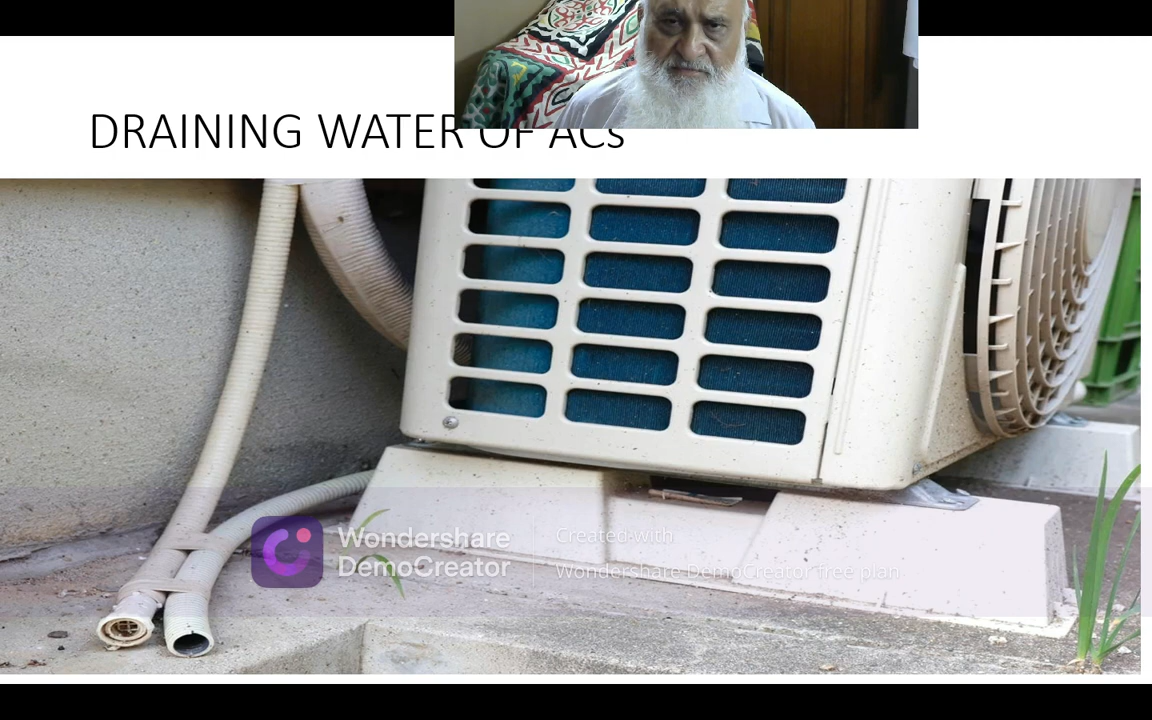 DRAINING WATER OF ACs
Wondershare
DemoCreator
Created with
Wondershare DemoCreator free plan